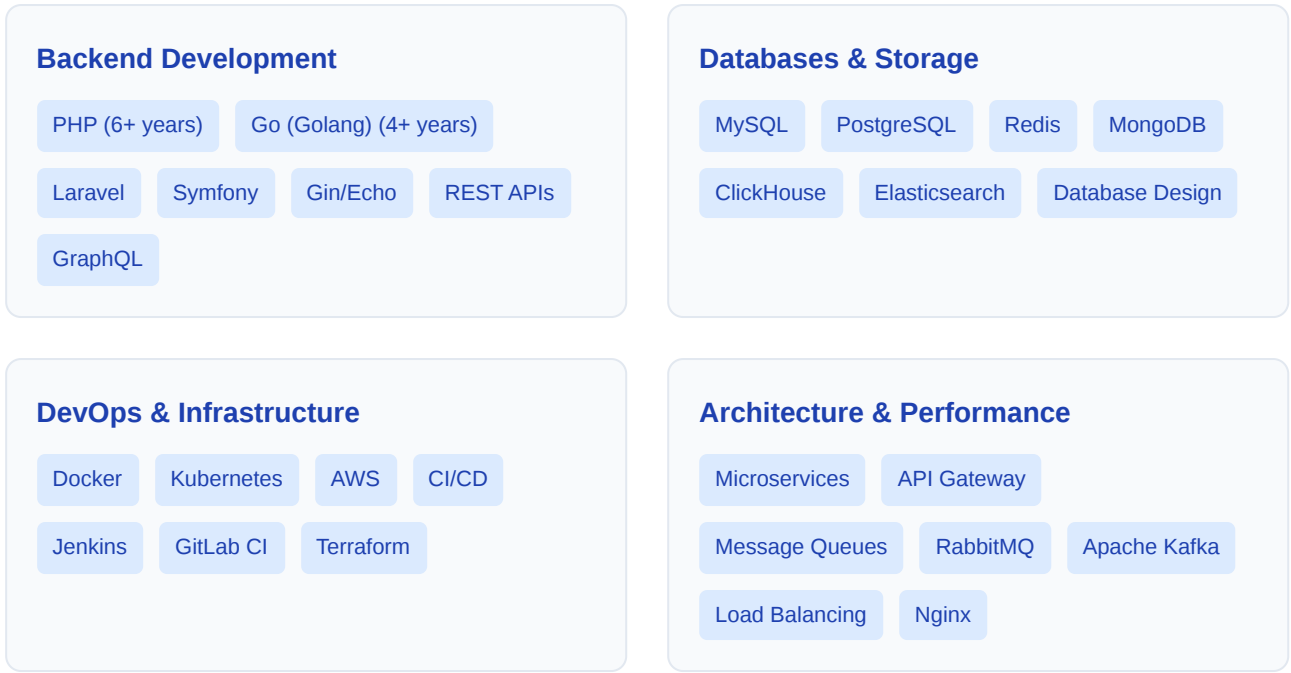 Backend Development
PHP (6+ years) Go (Golang) (4+ years)
Laravel Symfony Gin/Echo REST APIs
GraphQL
Databases & Storage
MySQL PostgreSQL Redis MongoDB
ClickHouse Elasticsearch Database Design
DevOps & Infrastructure
Docker Kubernetes AWS CI/CD
Jenkins GitLab CI Terraform
Architecture & Performance
Microservices API Gateway
Message Queues RabbitMQ Apache Kafka
Load Balancing Nginx